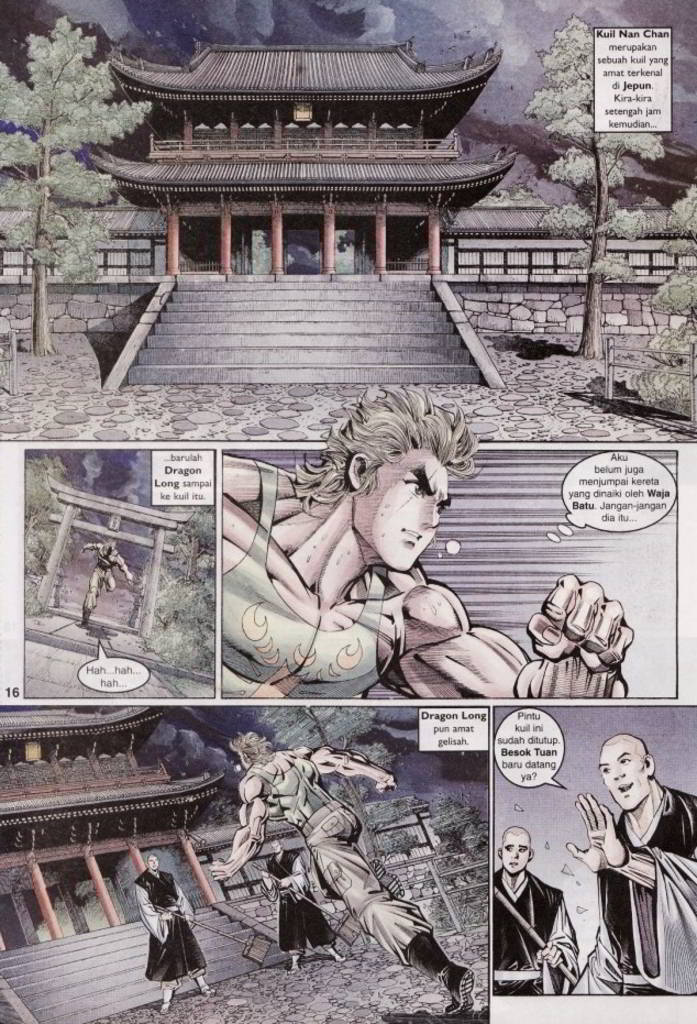 Kuil Nan Chan
merupakan
sebuah kuil yang
amat terkenal
di Jepun.
Kira-kira
setengah jam
kemudian...
...barulah
Dragon
Long sampai
ke kuil itu.
Hah...hah...
hah...
Aku
belum juga
menjumpai kereta
yang dinaiki oleh Waja
Batu. Jangan-jangan
dia itu...
16
Dragon Long
pun amat
gelisah.
Pintu
kuil ini
sudah ditutup.
Besok Tuan
baru datang
ya?